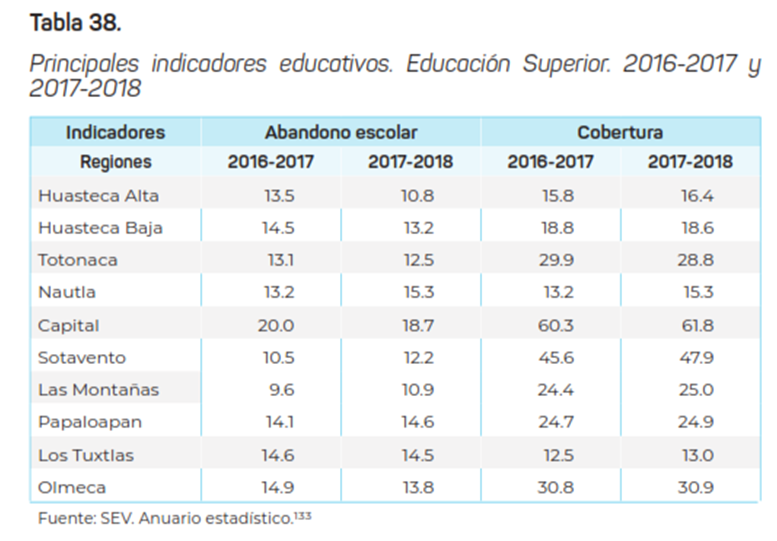 Tabla 38.
Principales indicadores educativos. Educación Superior. 2016-2017 y
2017-2018
Indicadores Abandono escolar Cobertura
Regiones 2016-2017 2017-2018 2016-2017 2017-2018
Huasteca Alta 13.5 10.8 15.8 16.4
Huasteca Baja 14.5 13.2 18.8 18.6
Totonaca 13.1 12.5 29.9 28.8
Nautla 13.2 15.3 13.2 15.3
Capital 20.0 18.7 60.3 61.8
Sotavento 10.5 12.2 45.6 47.9
Las Montañas 9.6 10.9 24.4 25.0
Papaloapan 14.1 14.6 24.7 24.9
Los Tuxtlas 14.6 14.5 12.5 13.0
Olmeca 14.9 13.8 30.8 30.9
Fuente: SEV. Anuario estadístico.¹³³